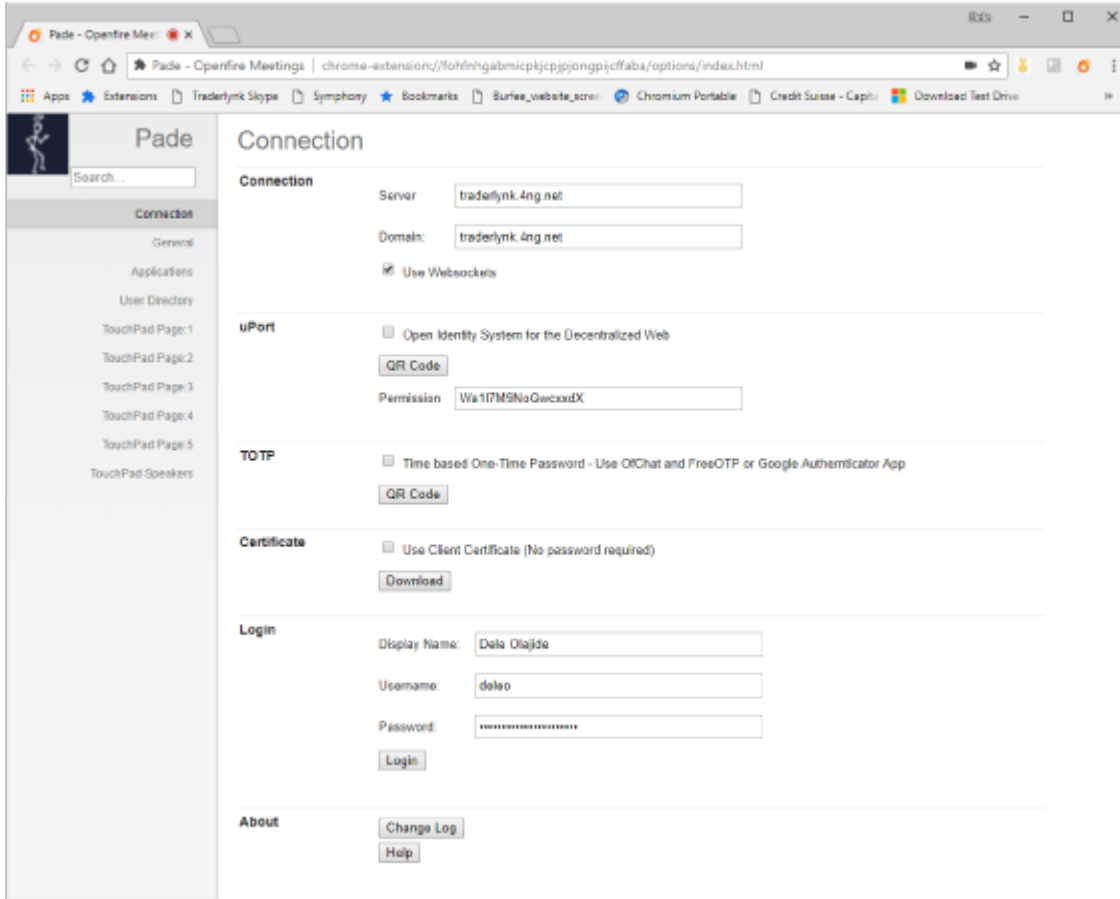 Pade - Openfire Meet
Pade - Openfire Meetings | chrome-extension://fohfnhgabmicpkjcpjpjongpijcffaba/options/index.html
Apps Extensions Traderlynk Skype Symphony Bookmarks Burfee_website_scree Chromium Portable Credit Suisse - Capita Download Test Drive
Pade
Search...
Connection
General
Applications
User Directory
TouchPad Page:1
TouchPad Page:2
TouchPad Page:3
TouchPad Page:4
TouchPad Page:5
TouchPad Speakers
Connection
Connection
Server traderlynk.4ng.net
Domain: traderlynk.4ng.net
Use Websockets
uPort
Open Identity System for the Decentralized Web
QR Code
Permission
TOTP
Time based One-Time Password - Use OfChat and FreeOTP or Google Authernticator App
QR Code
Certificate
Use Client Certificate (No password required)
Download
Login
Display Name: Dele Olajide
Username: deleo
Password:
Login
About
Change Log
Help